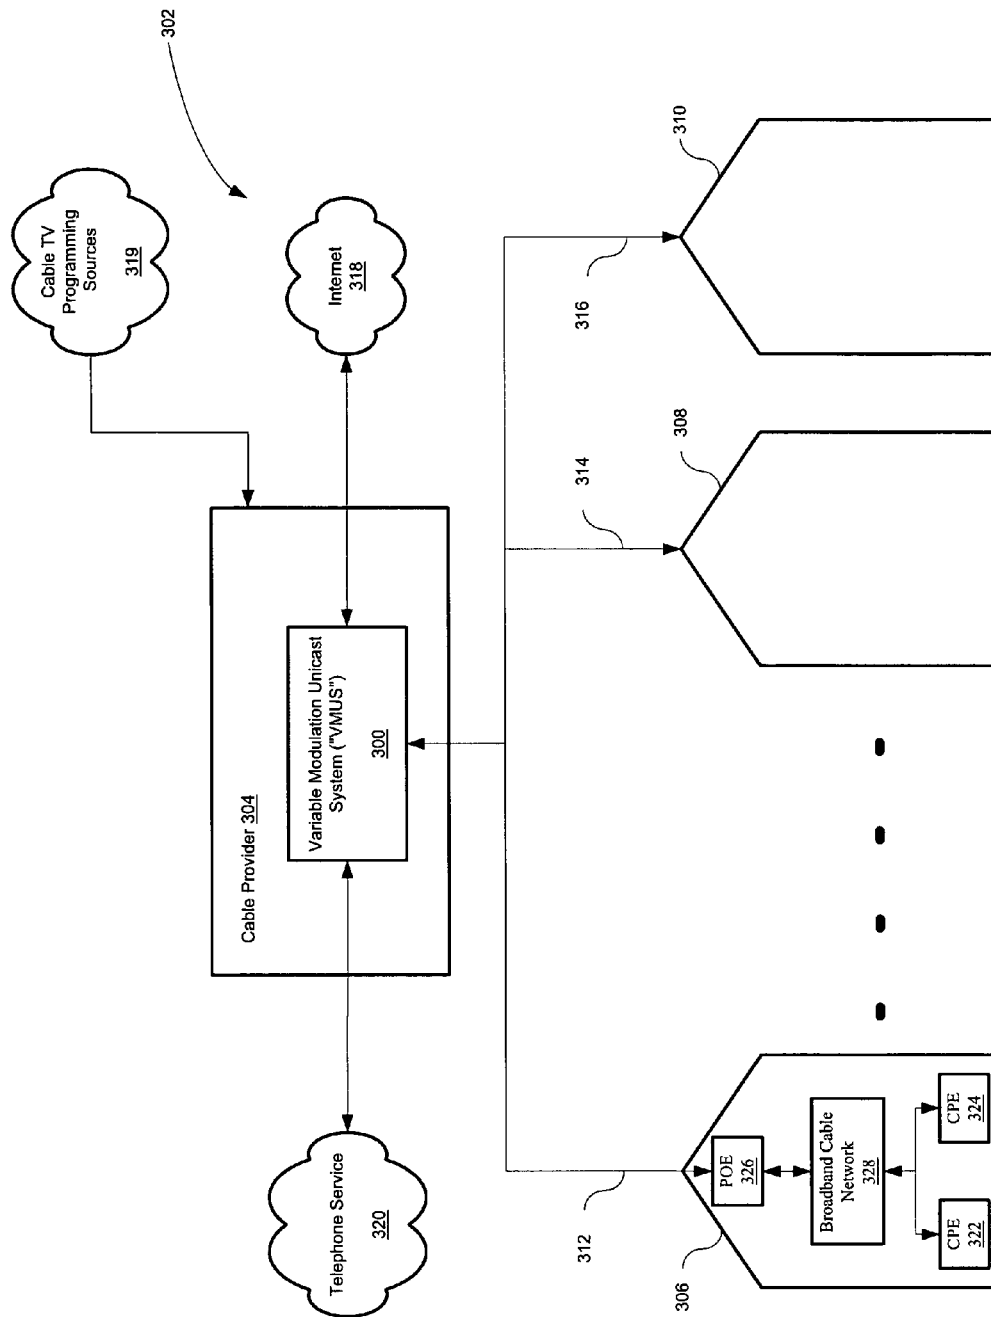 302
Cable TV
Programming
Sources
319
Internet
318
Cable Provider 304
Variable Modulation Unicast
System ("VMUS")
300
Telephone Service
320
310
316
308
314
312
306
POE
326
Broadband Cable
Network
328
CPE
322
CPE
324